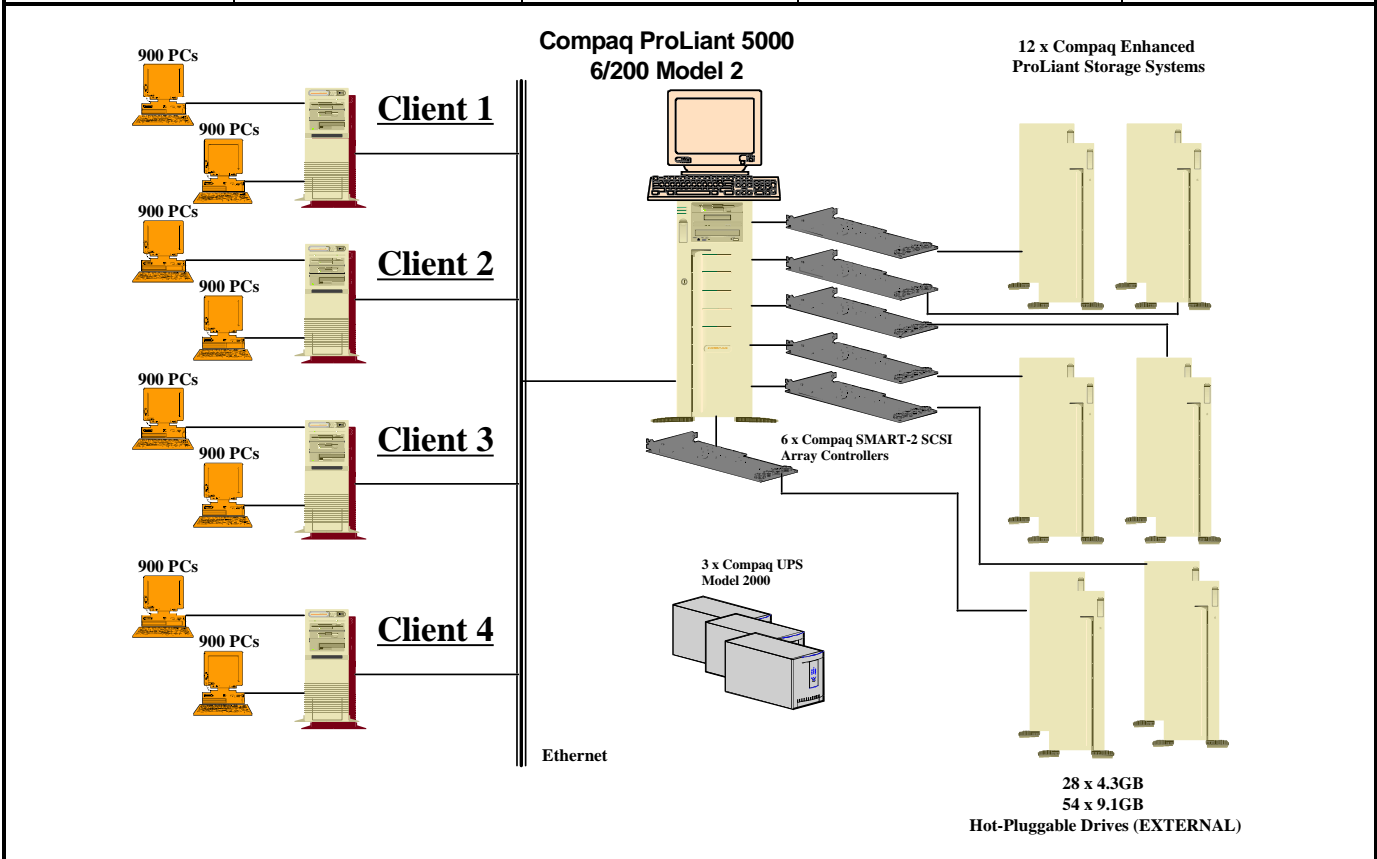 Compaq ProLiant 5000
6/200 Model 2
12 x Compaq Enhanced
ProLiant Storage Systems
900 PCs
Client 1
900 PCs
900 PCs
Client 2
900 PCs
900 PCs
Client 3
900 PCs
900 PCs
Client 4
900 PCs
6 x Compaq SMART-2 SCSI
Array Controllers
3 x Compaq UPS
Model 2000
Ethernet
28 x 4.3GB
54 x 9.1GB
Hot-Pluggable Drives (EXTERNAL)